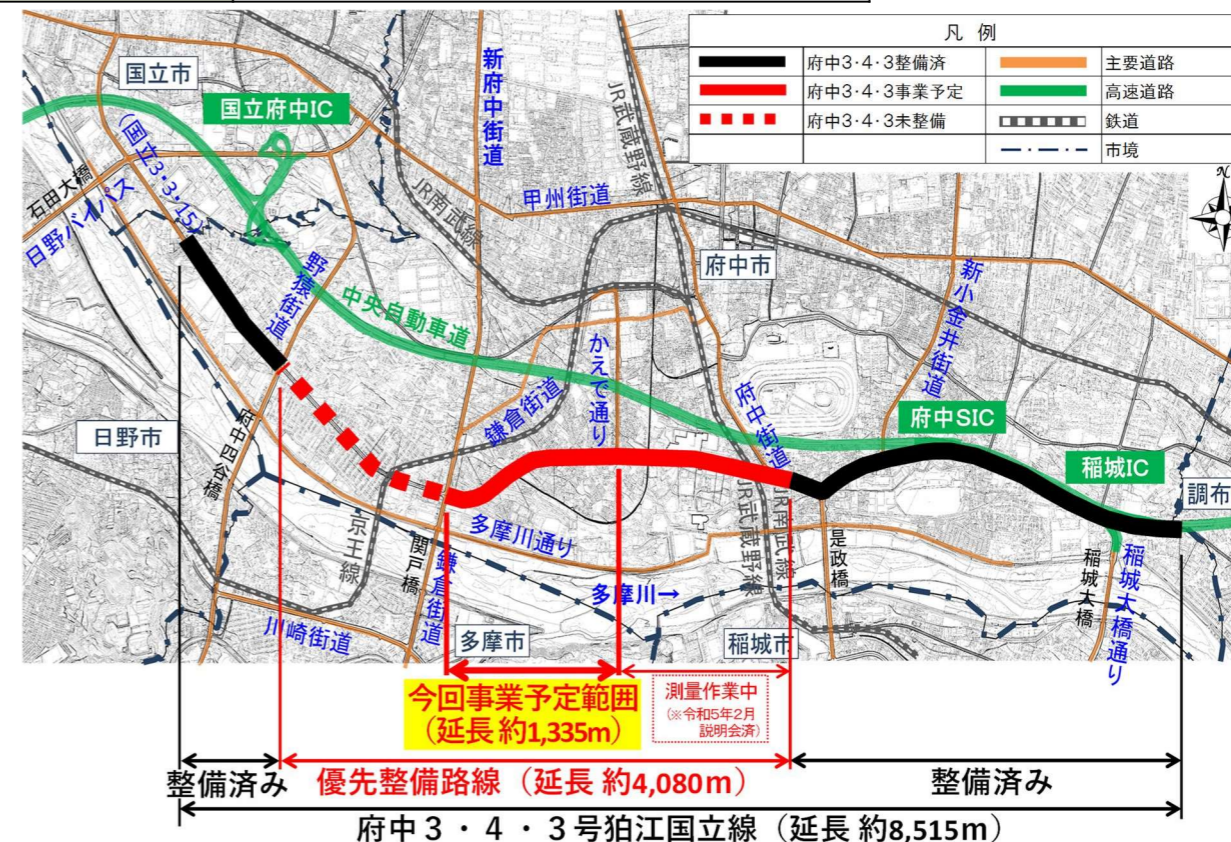 凡 例
府中3・4・3整備済
主要道路
府中3・4・3事業予定
高速道路
府中3・4・3未整備
鉄道
市境
国立市
国立府中IC
新府中街道
JR武蔵野線
N
石田大橋
日野バイパス
(国立3・3・15)
JR南武線
甲州街道
府中市
野猿街道
中央自動車道
新小金井街道
かえで通り
鎌倉街道
府中街道
府中SIC
日野市
府中四谷橋
稲城IC
調布
京王線
関戸橋
鎌倉街道
多摩川通り
JR武蔵野線
JR南武線
是政橋
稲城大橋
稲城大橋通り
多摩川→
川崎街道
多摩市
稲城市
今回事業予定範囲
(延長 約1,335m)
測量作業中
(※令和5年2月
説明会済)
整備済み
優先整備路線(延長 約4,080m)
整備済み
府中3・4・3号狛江国立線(延長 約8,515m)